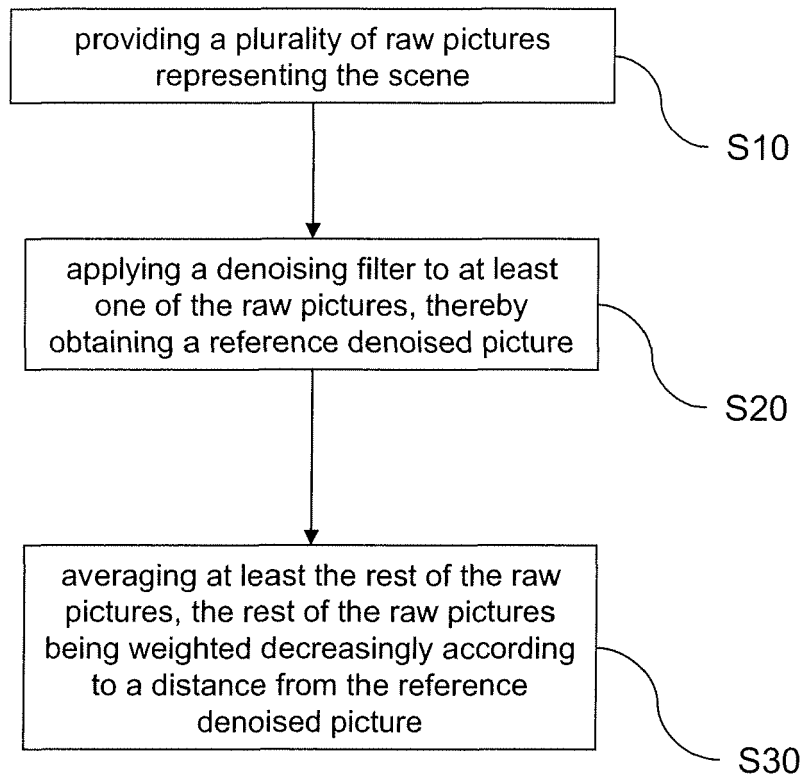 providing a plurality of raw pictures
representing the scene
S10
applying a denoising filter to at least
one of the raw pictures, thereby
obtaining a reference denoised picture
S20
averaging at least the rest of the raw
pictures, the rest of the raw pictures
being weighted decreasingly according
to a distance from the reference
denoised picture
S30